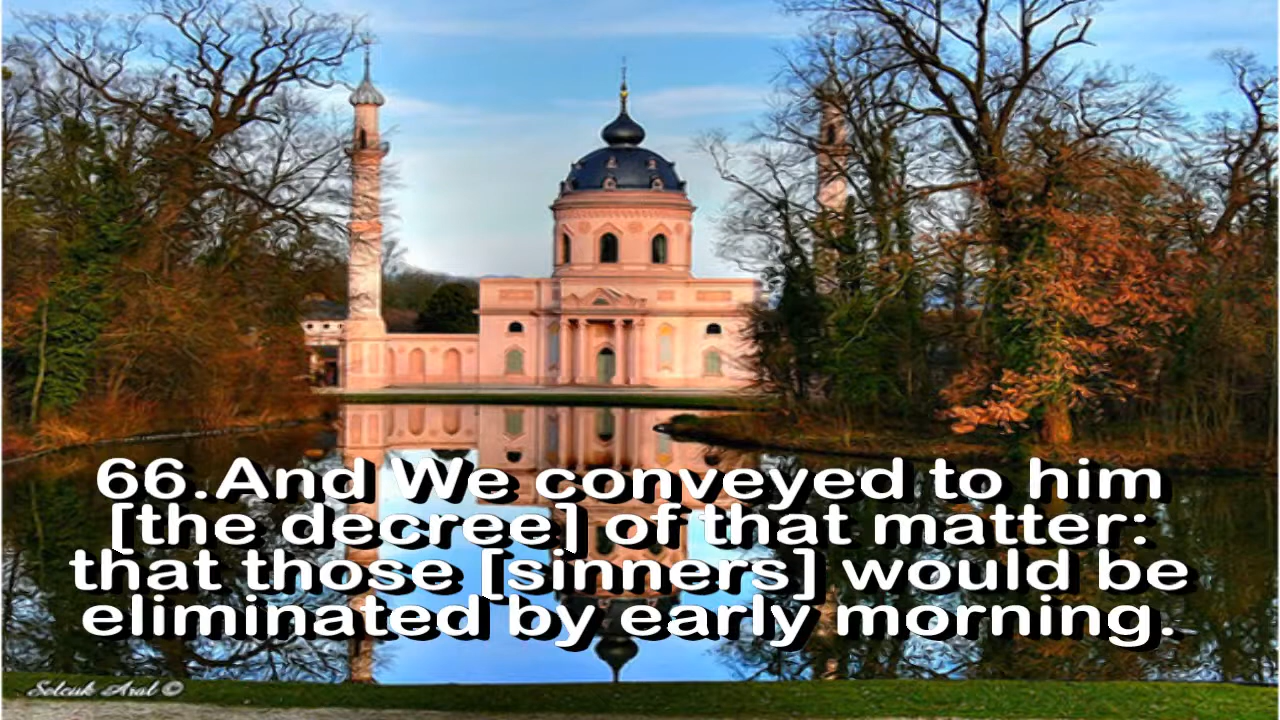 66.And We conveyed to him
[the decree] of that matter:
that those [sinners] would be
eliminated by early morning.
Selcuk Aral ©